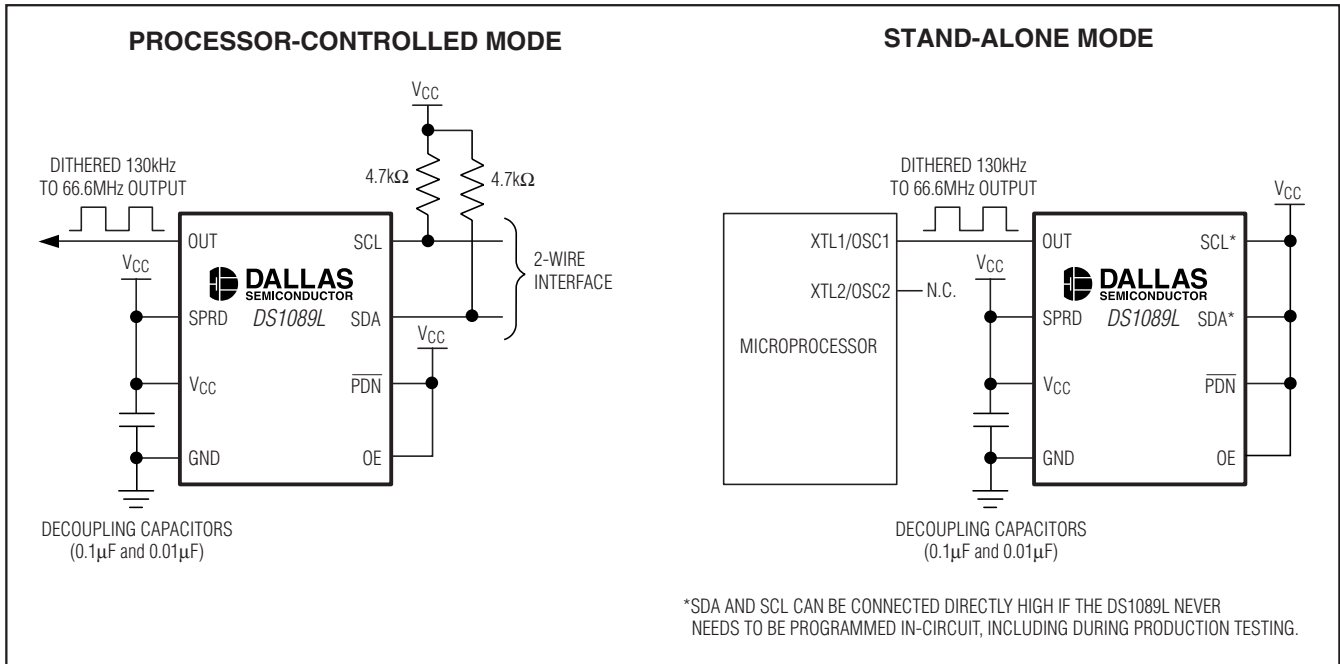 PROCESSOR-CONTROLLED MODE
VCC
DITHERED 130kHz
TO 66.6MHz OUTPUT
4.7kΩ
4.7kΩ
OUT
SCL
VCC
DALLAS
SEMICONDUCTOR
DS1089L
2-WIRE
INTERFACE
SPRD
SDA
VCC
VCC
PDN
GND
OE
DECOUPLING CAPACITORS
(0.1µF and 0.01µF)
STAND-ALONE MODE
DITHERED 130kHz
TO 66.6MHz OUTPUT
VCC
XTL1/OSC1
OUT
SCL*
VCC
DALLAS
SEMICONDUCTOR
DS1089L
XTL2/OSC2
N.C.
SPRD
SDA*
MICROPROCESSOR
VCC
PDN
GND
OE
DECOUPLING CAPACITORS
(0.1µF and 0.01µF)
*SDA AND SCL CAN BE CONNECTED DIRECTLY HIGH IF THE DS1089L NEVER
NEEDS TO BE PROGRAMMED IN-CIRCUIT, INCLUDING DURING PRODUCTION TESTING.